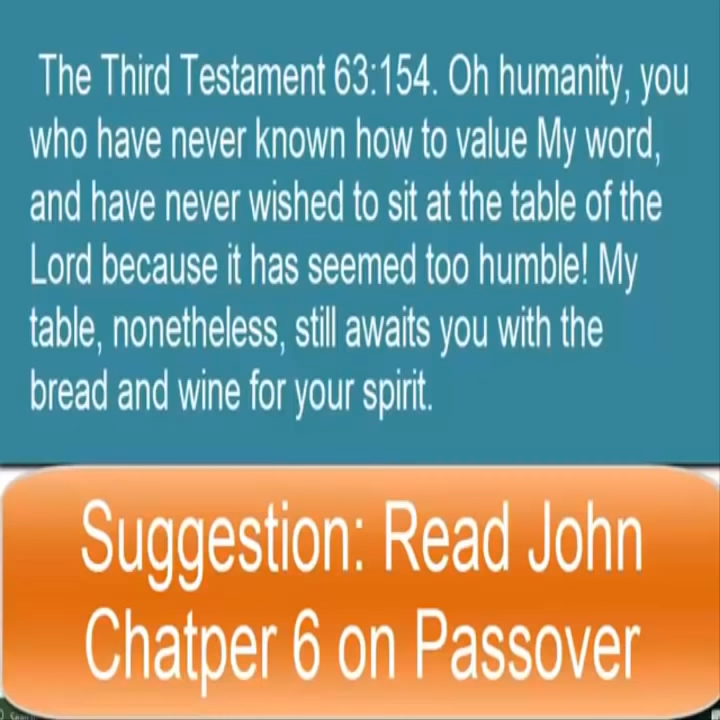 The Third Testament 63:154. Oh humanity, you
who have never known how to value My word,
and have never wished to sit at the table of the
Lord because it has seemed too humble! My
table, nonetheless, still awaits you with the
bread and wine for your spirit.
Suggestion: Read John
Chatper 6 on Passover